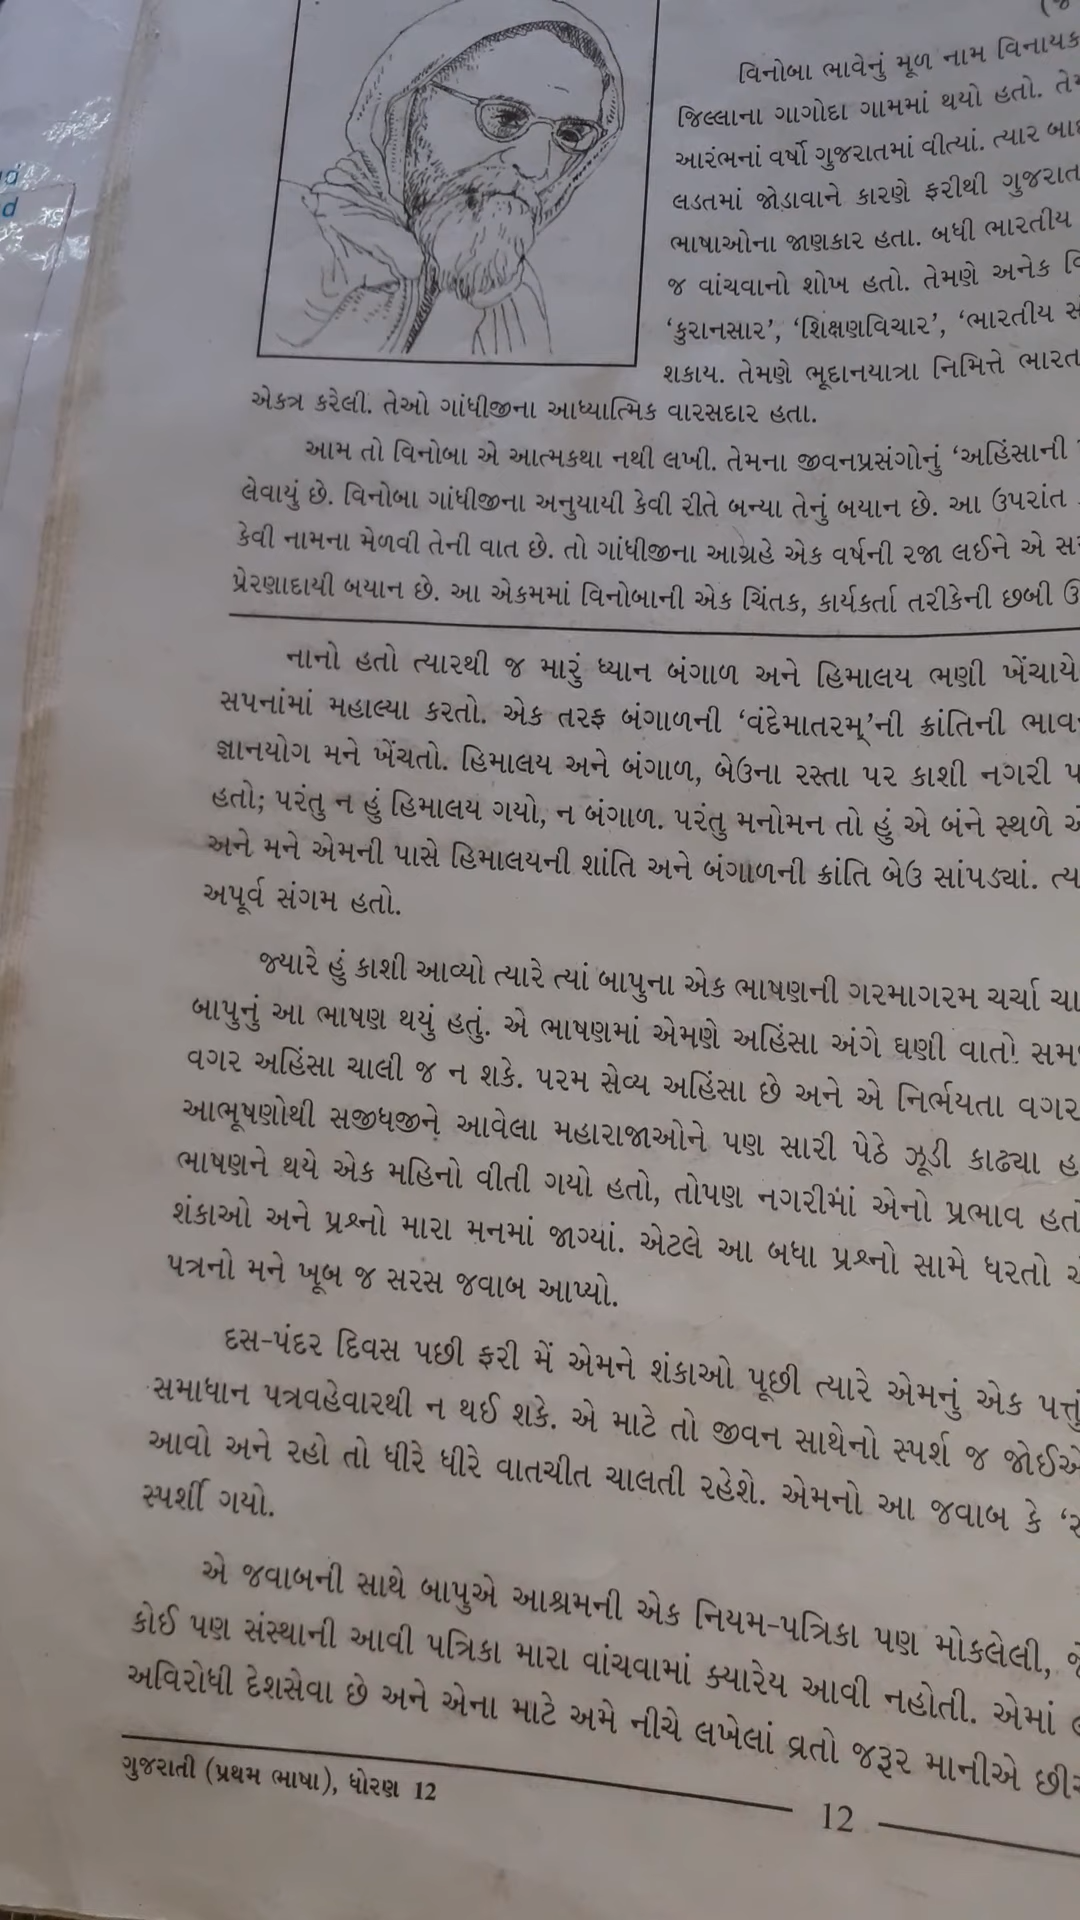 વિનોબા ભાવેનું મૂળ નામ વિનાયક
જિલ્લાના ગાગોદા ગામમાં થયો હતો.
આરંભનાં વર્ષો ગુજરાતમાં વીત્યાં. ત્યાર
લડતમાં જોડાવાને કારણે ફરીથી ગુજરાત
ભાષાઓના જાણકાર હતા. બધી ભારતીય
જ વાંચવાનો શોખ હતો. તેમણે અનેક
‘કુરાનસાર’, ‘શિક્ષણવિચાર’, ‘ભારતીય
શકાય. તેમણે ભૂદાનયાત્રા નિમિત્તે ભારત
એકત્ર કરેલી. તેઓ ગાંધીજીના આધ્યાત્મિક વારસદાર હતા.
આમ તો વિનોબા એ આત્મકથા નથી લખી. તેમના જીવનપ્રસંગોનું ‘અહિંસાની
લેવાયું છે. વિનોબા ગાંધીજીના અનુયાયી કેવી રીતે બન્યા તેનું બયાન છે. આ ઉપરાંત
કેવી નામના મેળવી તેની વાત છે. તો ગાંધીજીના આગ્રહે એક વર્ષની રજા લઈને એ
પ્રેરણાદાયી બયાન છે. આ એકમમાં વિનોબાની એક ચિંતક, કાર્યકર્તા તરીકેની છબી
નાનો હતો ત્યારથી જ મારું ધ્યાન બંગાળ અને હિમાલય ભણી ખેંચાયે
સપનાંમાં મહાલ્યા કરતો. એક તરફ બંગાળની ‘વંદેમાતરમ્’ની ક્રાંતિની
જ્ઞાનયોગ મને ખેંચતો. હિમાલય અને બંગાળ, બેઉના રસ્તા પર કાશી નગરી
હતો; પરંતુ ન હું હિમાલય ગયો, ન બંગાળ. પરંતુ મનોમન તો હું એ બંને સ્થળે
અને મને એમની પાસે હિમાલયની શાંતિ અને બંગાળની ક્રાંતિ બેઉ સાંપડ્યાં.
અપૂર્વ સંગમ હતો.
જ્યારે હું કાશી આવ્યો ત્યારે ત્યાં બાપુના એક ભાષણની ગરમાગરમ ચર્ચા
બાપુનું આ ભાષણ થયું હતું. એ ભાષણમાં એમણે અહિંસા અંગે ઘણી વાતો
વગર અહિંસા ચાલી જ ન શકે. પરમ સેવ્ય અહિંસા છે અને એ નિર્ભયતા વગર
આભૂષણોથી સજીધજીને આવેલા મહારાજાઓને પણ સારી પેઠે ઝૂડી કાઢ્યા
ભાષણને થયે એક મહિનો વીતી ગયો હતો, તોપણ નગરીમાં એનો પ્રભાવ
શંકાઓ અને પ્રશ્નો મારા મનમાં જાગ્યાં. એટલે આ બધા પ્રશ્નો સામે ધરતો
પત્રનો મને ખૂબ જ સરસ જવાબ આપ્યો.
દસ-પંદર દિવસ પછી ફરી મેં એમને શંકાઓ પૂછી ત્યારે એમનું એક પત્તું
સમાધાન પત્રવહેવારથી ન થઈ શકે. એ માટે તો જીવન સાથેનો સ્પર્શ જ
આવો અને રહો તો ધીરે ધીરે વાતચીત ચાલતી રહેશે. એમનો આ જવાબ કે
સ્પર્શી ગયો.
એ જવાબની સાથે બાપુએ આશ્રમની એક નિયમ-પત્રિકા પણ મોકલેલી,
કોઈ પણ સંસ્થાની આવી પત્રિકા મારા વાંચવામાં ક્યારેય આવી નહોતી. એમાં
અવિરોધી દેશસેવા છે અને એના માટે અમે નીચે લખેલાં વ્રતો જરૂર માનીએ
ગુજરાતી (પ્રથમ ભાષા), ધોરણ 12
12